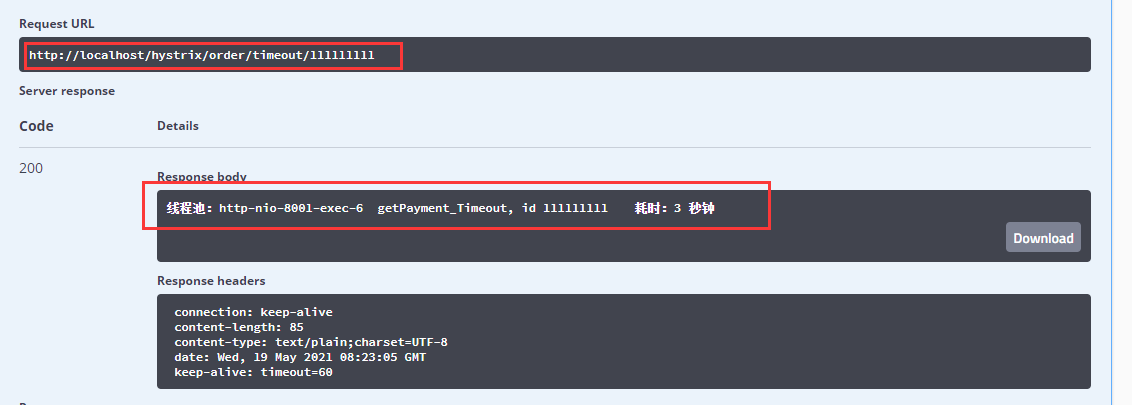 Request URL
http://localhost/hystrix/order/timeout/111111111
Server response
Code Details
200
Response body
线程池：http-nio-8001-exec-6 getPayment_Timeout, id 111111111 耗时：3 秒钟
Download
Response headers
connection: keep-alive
content-length: 85
content-type: text/plain;charset=UTF-8
date: Wed, 19 May 2021 08:23:05 GMT
keep-alive: timeout=60